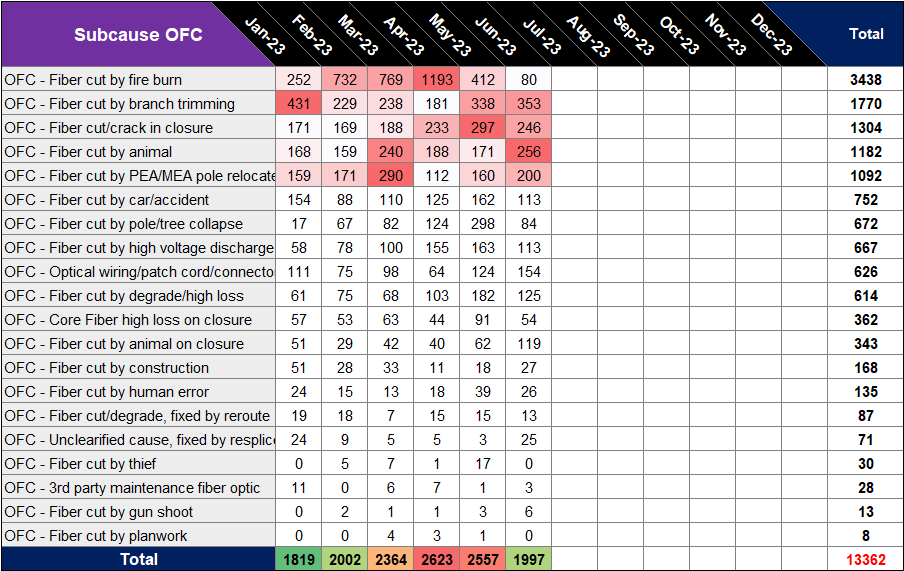 Subcause OFC Jan-23 Feb-23 Mar-23 Apr-23 May-23 Jun-23 Jul-23 Aug-23 Sep-23 Oct-23 Nov-23 Dec-23 Total
OFC - Fiber cut by fire burn 252 732 769 1193 412 80 3438
OFC - Fiber cut by branch trimming 431 229 238 181 338 353 1770
OFC - Fiber cut/crack in closure 171 169 188 233 297 246 1304
OFC - Fiber cut by animal 168 159 240 188 171 256 1182
OFC - Fiber cut by PEA/MEA pole relocate 159 171 290 112 160 200 1092
OFC - Fiber cut by car/accident 154 88 110 125 162 113 752
OFC - Fiber cut by pole/tree collapse 17 67 82 124 298 84 672
OFC - Fiber cut by high voltage discharge 58 78 100 155 163 113 667
OFC - Optical wiring/patch cord/connecto 111 75 98 64 124 154 626
OFC - Fiber cut by degrade/high loss 61 75 68 103 182 125 614
OFC - Core Fiber high loss on closure 57 53 63 44 91 54 362
OFC - Fiber cut by animal on closure 51 29 42 40 62 119 343
OFC - Fiber cut by construction 51 28 33 11 18 27 168
OFC - Fiber cut by human error 24 15 13 18 39 26 135
OFC - Fiber cut/degrade, fixed by reroute 19 18 7 15 15 13 87
OFC - Unclearified cause, fixed by resplice 24 9 5 5 3 25 71
OFC - Fiber cut by thief 0 5 7 1 17 0 30
OFC - 3rd party maintenance fiber optic 11 0 6 7 1 3 28
OFC - Fiber cut by gun shoot 0 2 1 1 3 6 13
OFC - Fiber cut by planwork 0 0 4 3 1 0 8
Total 1819 2002 2364 2623 2557 1997 13362